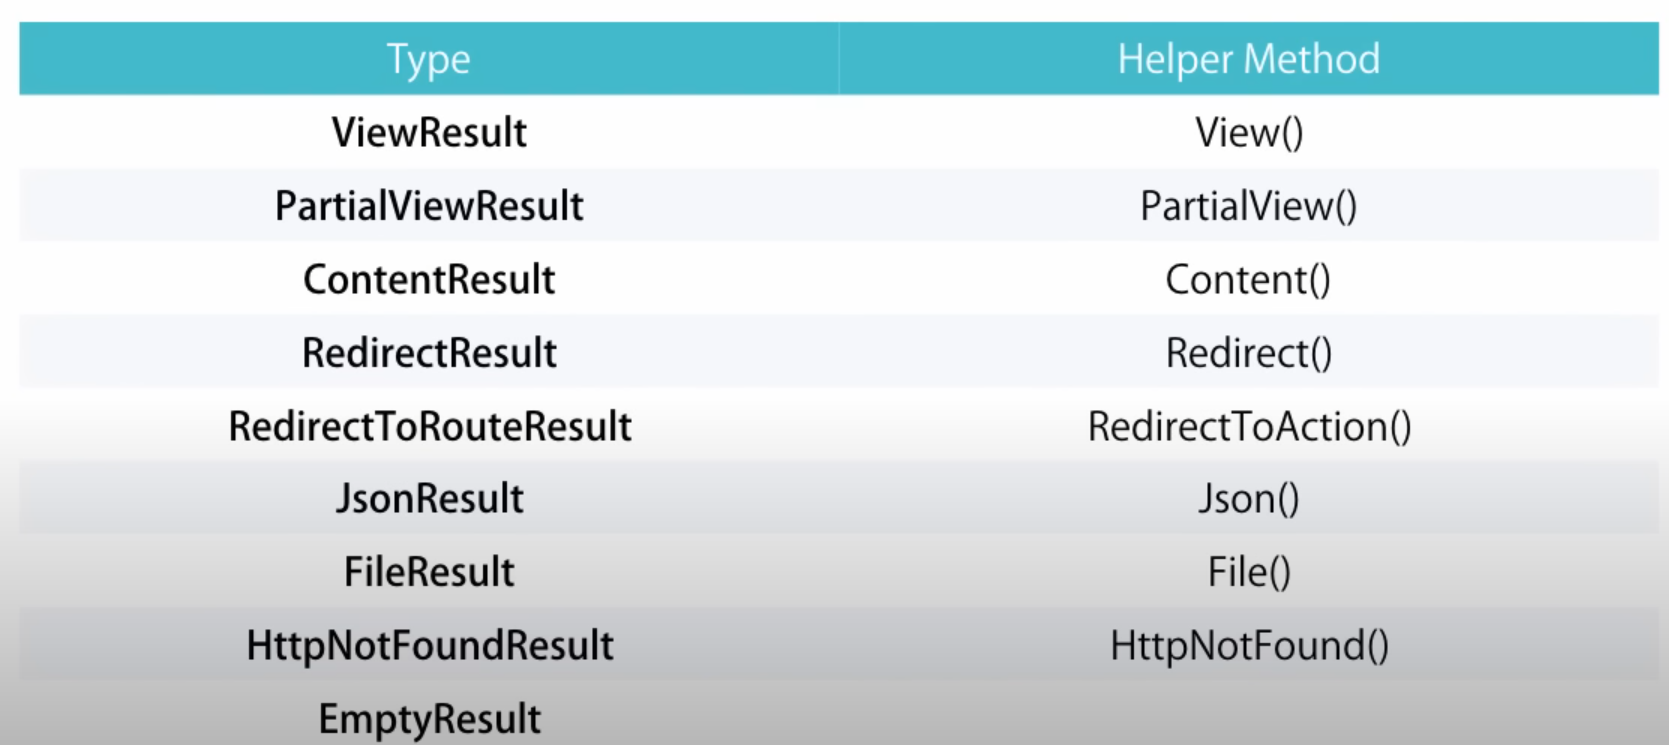 Type Helper Method
ViewResult View()
PartialViewResult PartialView()
ContentResult Content()
RedirectResult Redirect()
RedirectToRouteResult RedirectToAction()
JsonResult Json()
FileResult File()
HttpNotFoundResult HttpNotFound()
EmptyResult